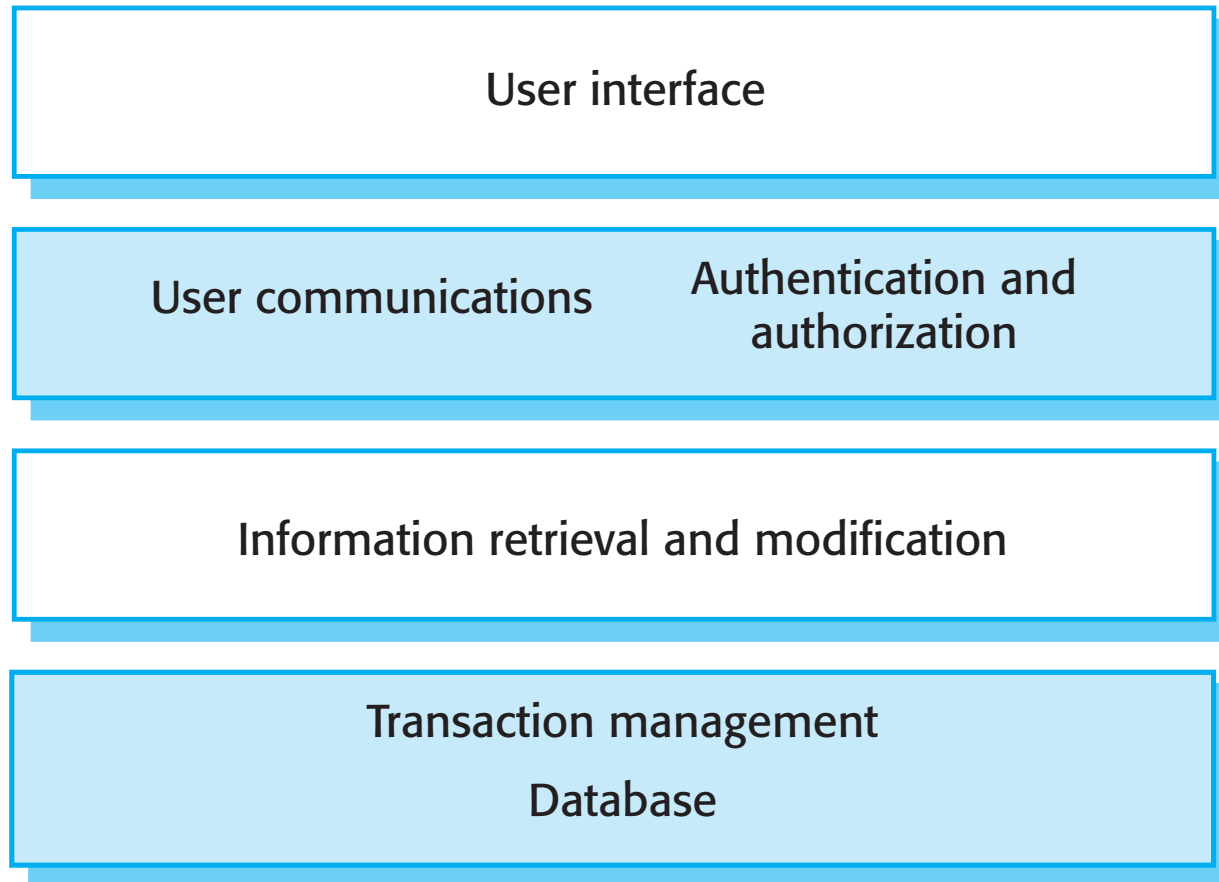 User interface
User communications
Authentication and
authorization
Information retrieval and modification
Transaction management
Database